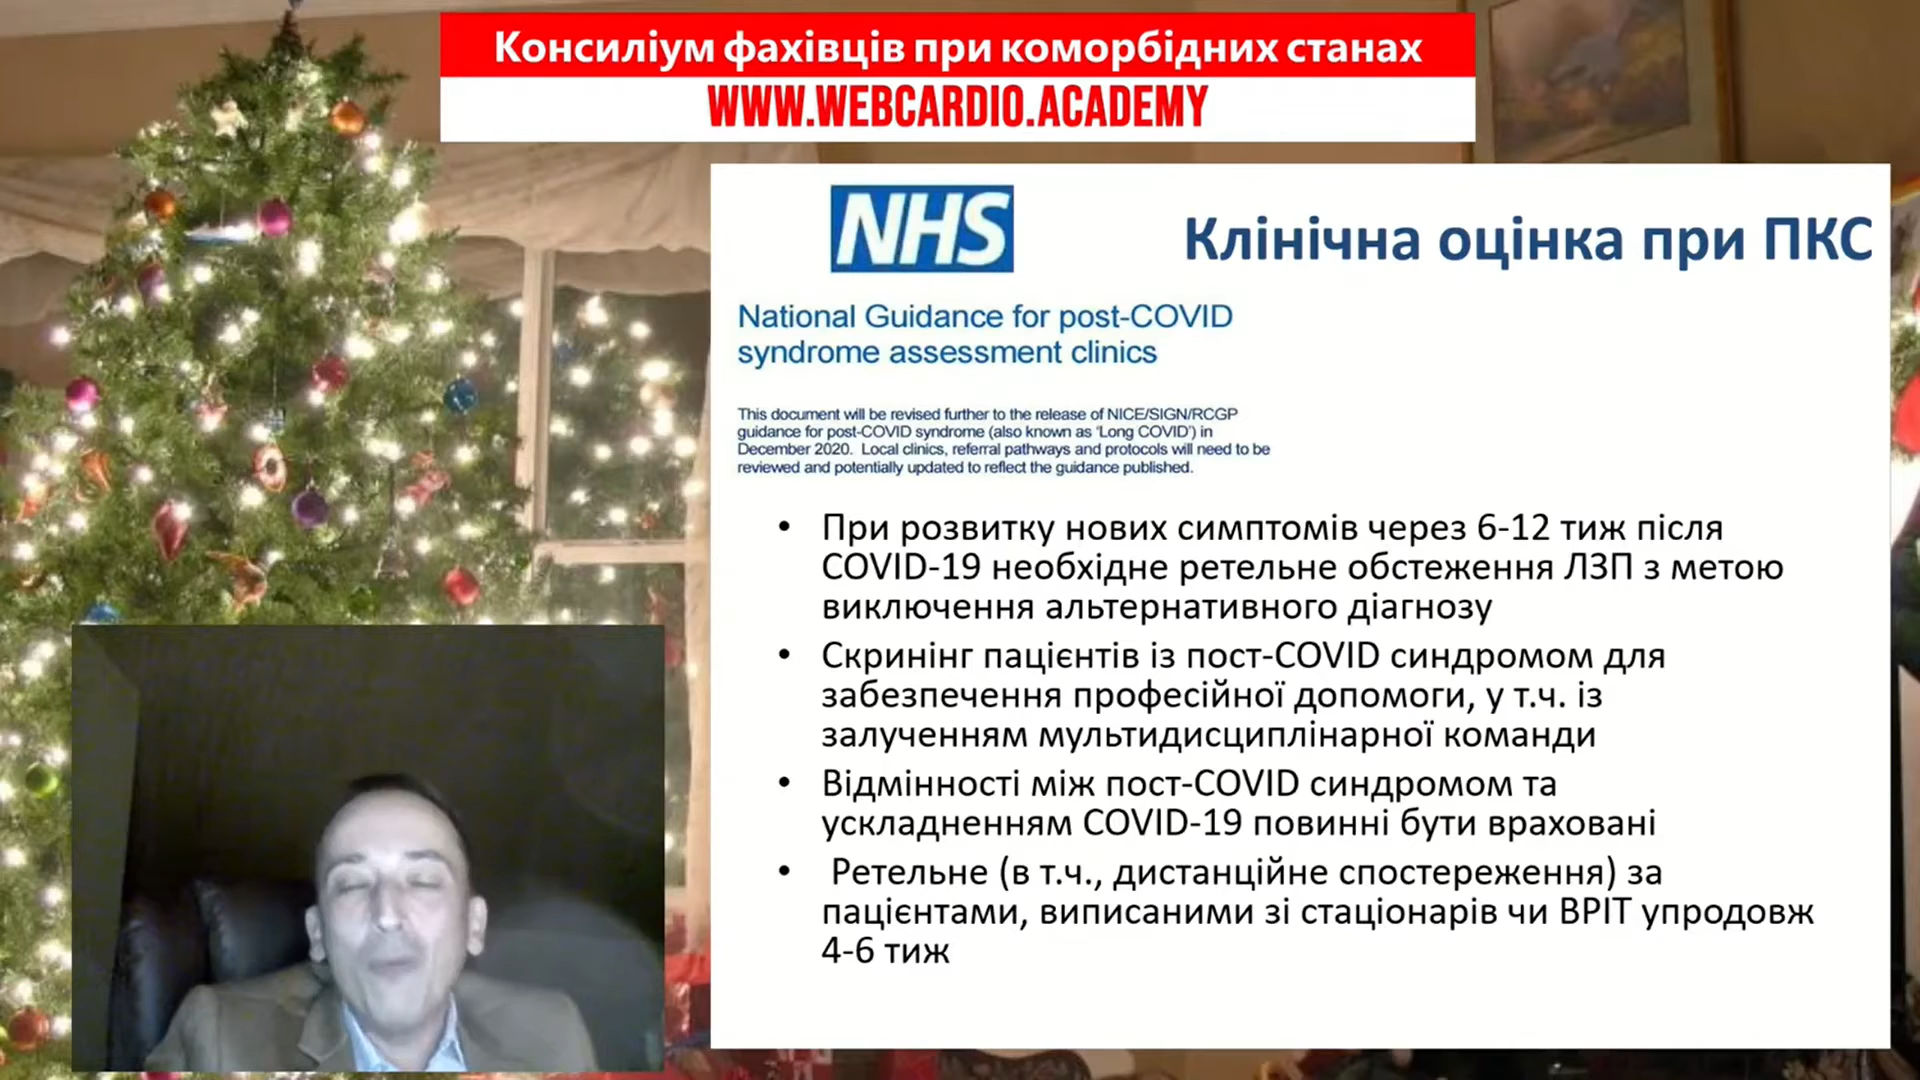 Консиліум фахівців при коморбідних станах
WWW.WEBCARDIO.ACADEMY
NHS
Клінічна оцінка при ПКС
National Guidance for post-COVID
syndrome assessment clinics
This document will be revised further to the release of NICE/SIGN/RCGP
guidance for post-COVID syndrome (also known as ‘Long COVID’) in
December 2020. Local clinics, referral pathways and protocols will need to be
reviewed and potentially updated to reflect the guidance published.
• При розвитку нових симптомів через 6-12 тиж після
COVID-19 необхідне ретельне обстеження ЛЗП з метою
виключення альтернативного діагнозу
• Скринінг пацієнтів із пост-COVID синдромом для
забезпечення професійної допомоги, у т.ч. із
залученням мультидисциплінарної команди
• Відмінності між пост-COVID синдромом та
ускладненням COVID-19 повинні бути враховані
• Ретельне (в т.ч., дистанційне спостереження) за
пацієнтами, виписаними зі стаціонарів чи ВРІТ упродовж
4-6 тиж